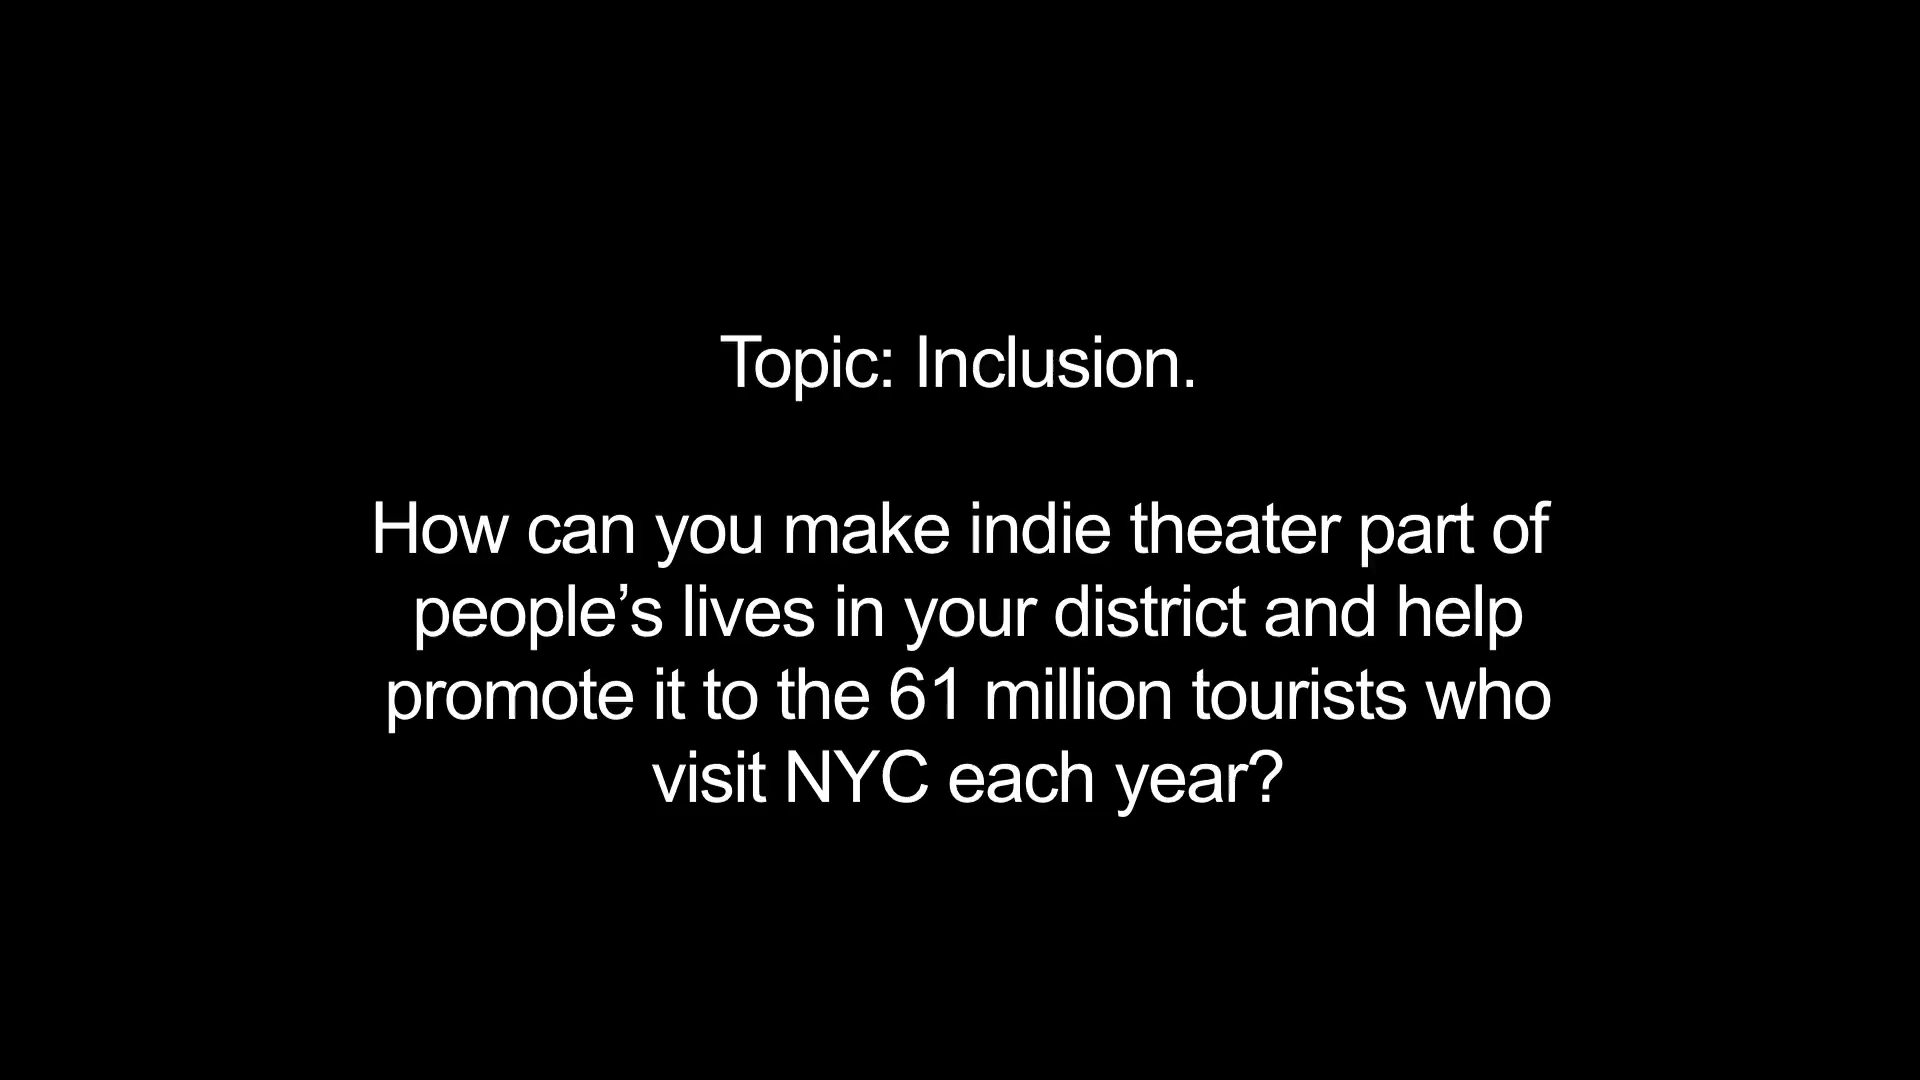 Topic: Inclusion.
How can you make indie theater part of
people’s lives in your district and help
promote it to the 61 million tourists who
visit NYC each year?